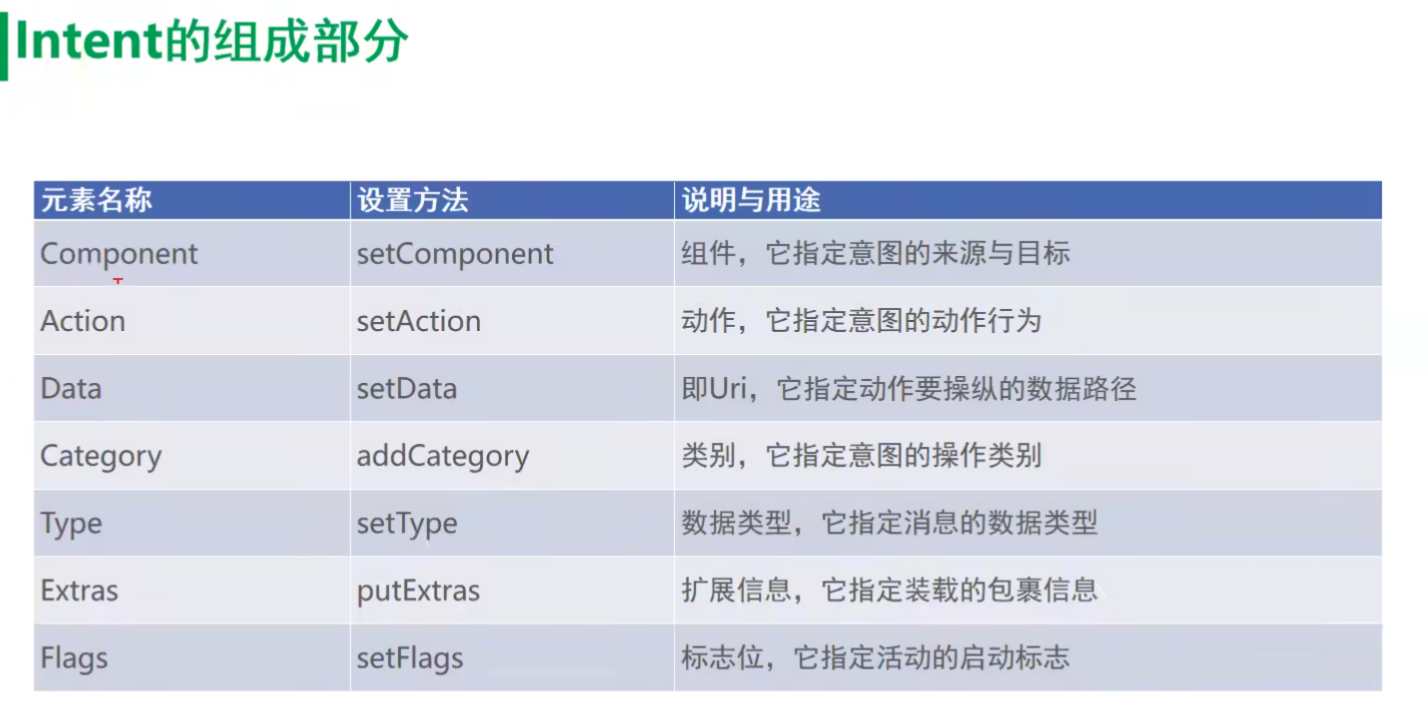 Intent的组成部分
元素名称 设置方法 说明与用途
Component setComponent 组件，它指定意图的来源与目标
Action setAction 动作，它指定意图的动作行为
Data setData 即Uri，它指定动作要操纵的数据路径
Category addCategory 类别，它指定意图的操作类别
Type setType 数据类型，它指定消息的数据类型
Extras putExtras 扩展信息，它指定装载的包裹信息
Flags setFlags 标志位，它指定活动的启动标志